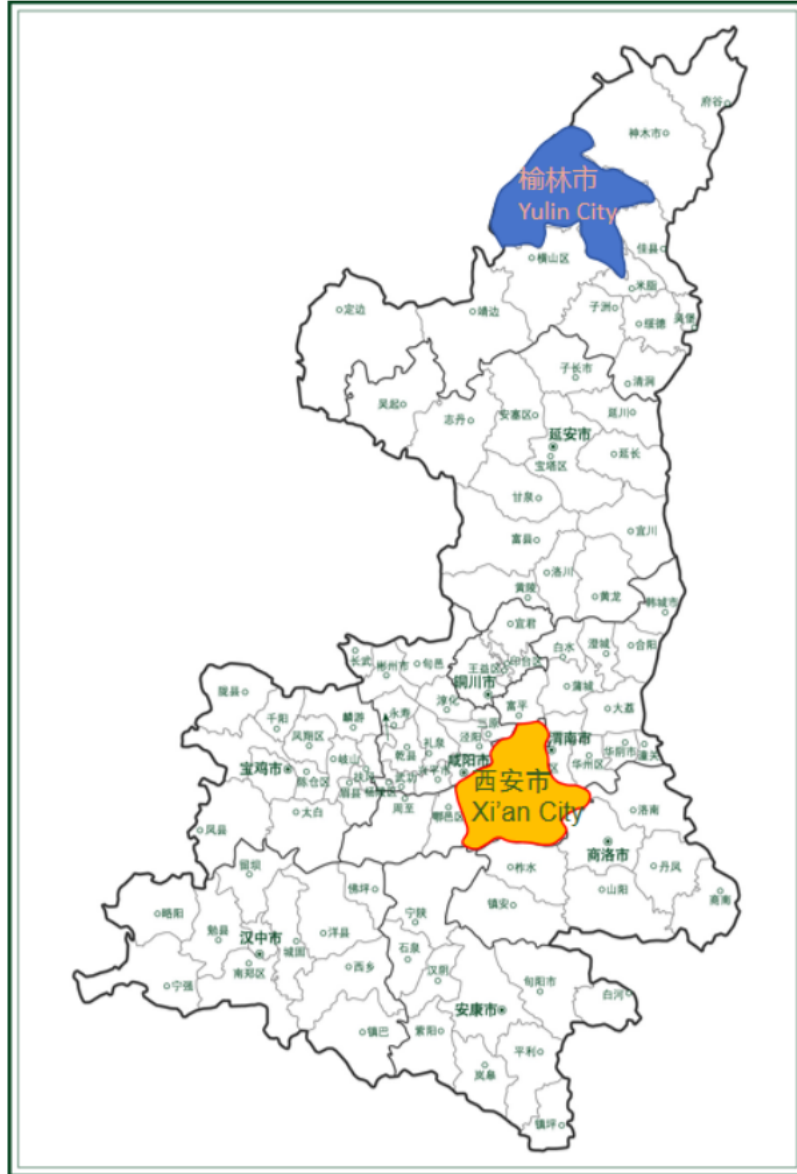 府谷
神木市
榆林市
Yulin City
佳县
横山区
米脂
定边
靖边
子洲
绥德
吴堡
子长市
清涧
吴起
志丹
安塞区
延川
延安市
宝塔区
延长
甘泉
富县
宜川
洛川
黄陵
黄龙
韩城市
宜君
长武
彬州市
旬邑
王益区
印台区
白水
澄城
合阳
铜川市
陇县
淳化
蒲城
千阳
麟游
永寿
富平
大荔
凤翔区
三原
乾县
礼泉
泾阳
渭南市
岐山
华州区
华阴市
潼关
宝鸡市
陈仓区
扶风
武功
兴平市
咸阳市
区
眉县
杨陵区
西安市
太白
周至
鄠邑区
Xi'an City
洛南
凤县
商洛市
留坝
佛坪
柞水
丹凤
镇安
山阳
商南
略阳
宁陕
勉县
汉中市
城固
洋县
石泉
南郑区
西乡
汉阴
旬阳市
宁强
白河
镇巴
紫阳
安康市
平利
岚皋
镇坪